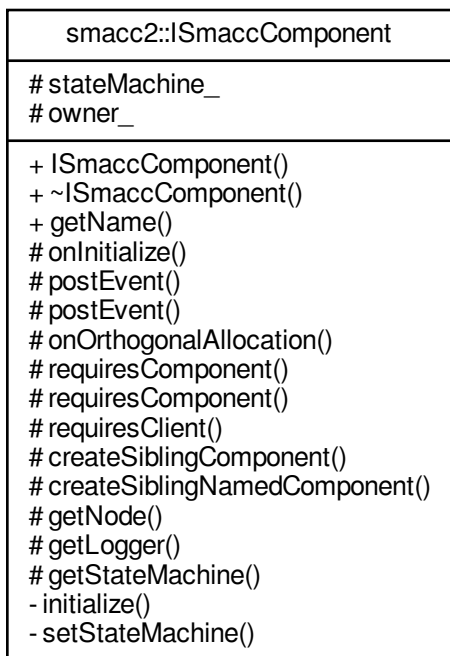 smacc2::ISmaccComponent
# stateMachine_
# owner_
+ ISmaccComponent()
+ ~ISmaccComponent()
+ getName()
# onInitialize()
# postEvent()
# postEvent()
# onOrthogonalAllocation()
# requiresComponent()
# requiresComponent()
# requiresClient()
# createSiblingComponent()
# createSiblingNamedComponent()
# getNode()
# getLogger()
# getStateMachine()
- initialize()
- setStateMachine()